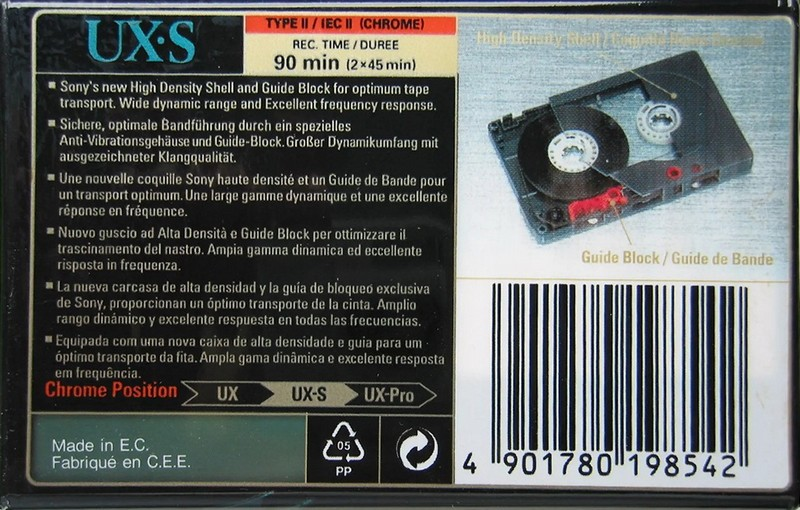 UX·S
TYPE II / IEC II (CHROME)
REC. TIME / DUREE
90 min (2×45 min)
■ Sony's new High Density Shell and Guide Block for optimum tape
transport. Wide dynamic range and Excellent frequency response.
■ Sichere, optimale Bandführung durch ein spezielles
Anti-Vibrationsgehäuse und Guide-Block. Großer Dynamikumfang mit
ausgezeichneter Klangqualität.
■ Une nouvelle coquille Sony haute densité et un Guide de Bande pour
un transport optimum. Une large gamme dynamique et une excellente
réponse en fréquence.
■ Nuovo guscio ad Alta Densità e Guide Block per ottimizzare il
trascinamento del nastro. Ampia gamma dinamica ed eccellente
risposta in frequenza.
■ La nueva carcasa de alta densidad y la guía de bloqueo exclusiva
de Sony, proporcionan un óptimo transporte de la cinta. Amplio
rango dinámico y excelente respuesta en todas las frecuencias.
■ Equipada com uma nova caixa de alta densidade e guia para um
óptimo transporte da fita. Ampla gama dinâmica e excelente resposta
em frequência.
Chrome Position UX UX-S UX-Pro
Made in E.C.
Fabriqué en C.E.E.
05
PP
High Density Shell / Coquille Haute Densité
Guide Block / Guide de Bande
4 901780 198542